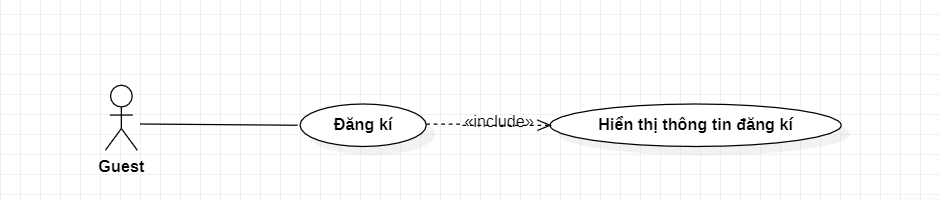 Đăng kí
«include»
Hiển thị thông tin đăng kí
Guest